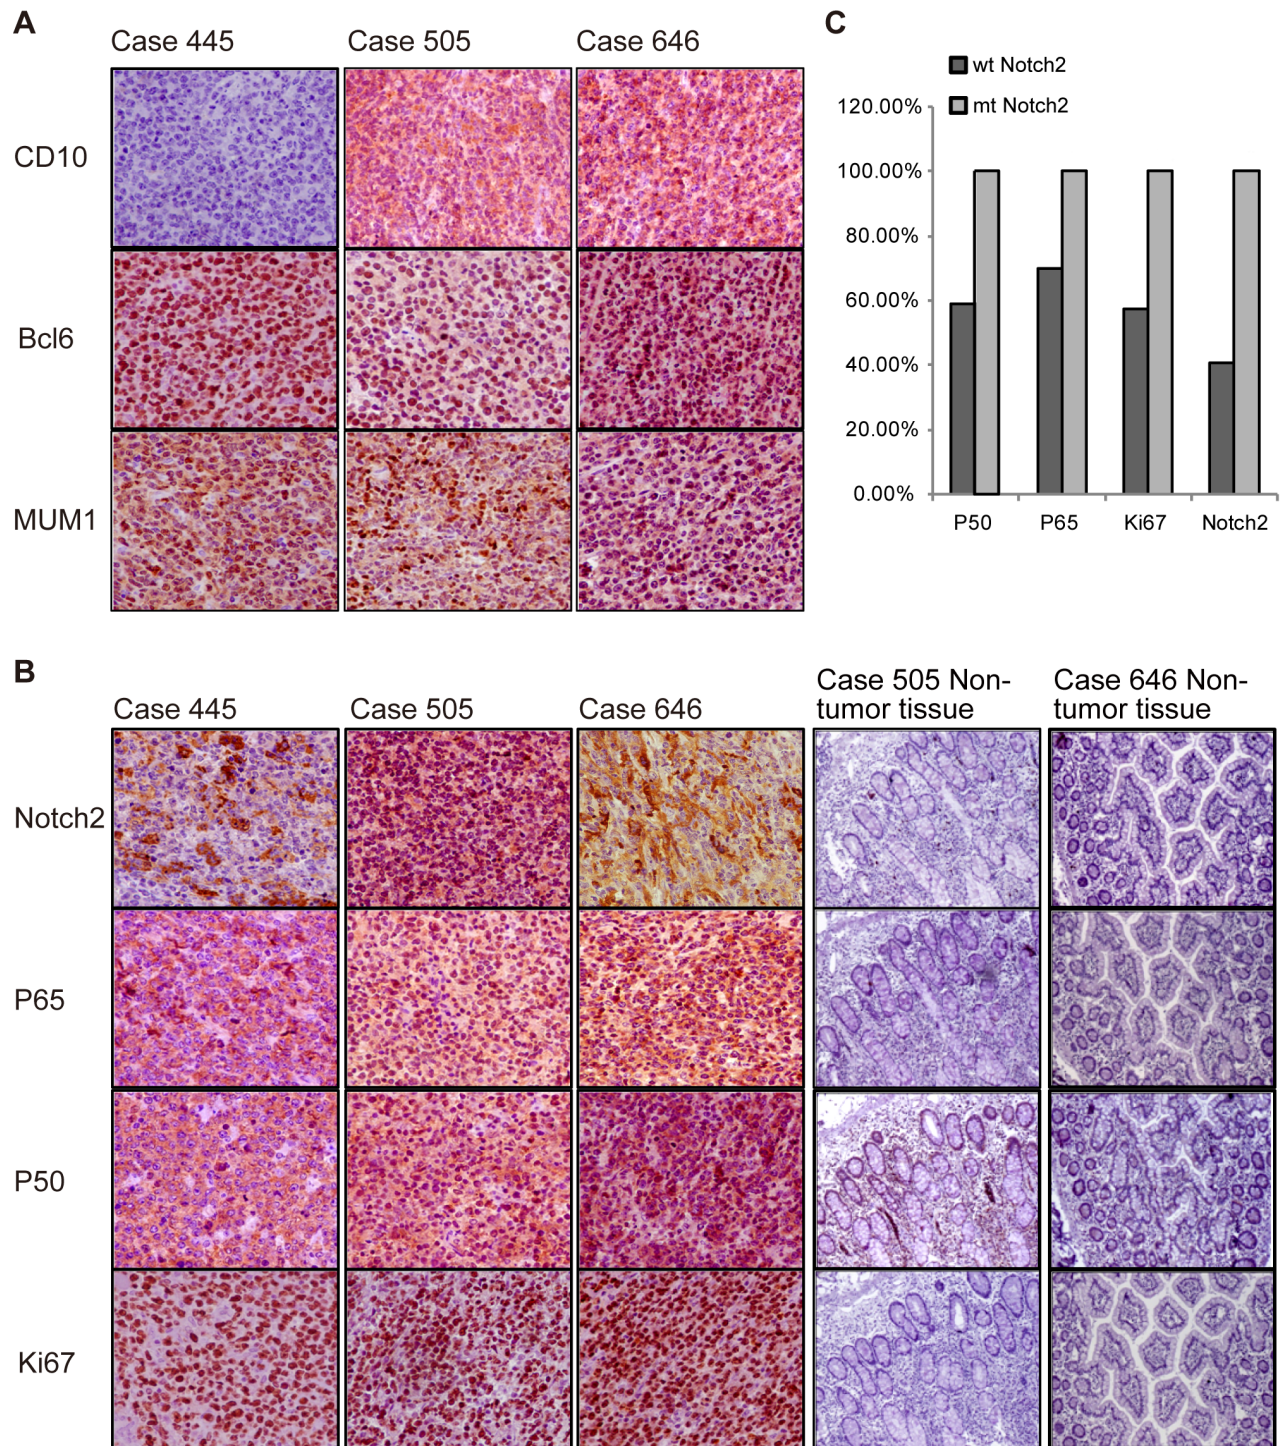 A
Case 445
Case 505
Case 646
CD10
Bcl6
MUM1
C
wt Notch2
mt Notch2
120.00%
100.00%
80.00%
60.00%
40.00%
20.00%
0.00%
P50
P65
Ki67
Notch2
B
Case 445
Case 505
Case 646
Case 505 Non-
tumor tissue
Case 646 Non-
tumor tissue
Notch2
P65
P50
Ki67